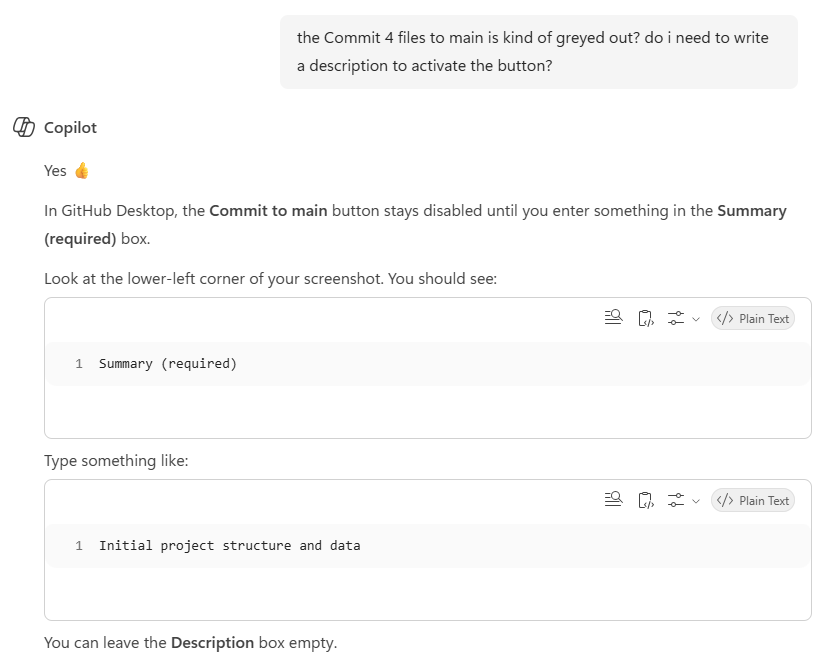 the Commit 4 files to main is kind of greyed out? do i need to write
a description to activate the button?
Copilot
Yes 👍
In GitHub Desktop, the Commit to main button stays disabled until you enter something in the Summary
(required) box.
Look at the lower-left corner of your screenshot. You should see:
</> Plain Text
1 Summary (required)
Type something like:
</> Plain Text
1 Initial project structure and data
You can leave the Description box empty.